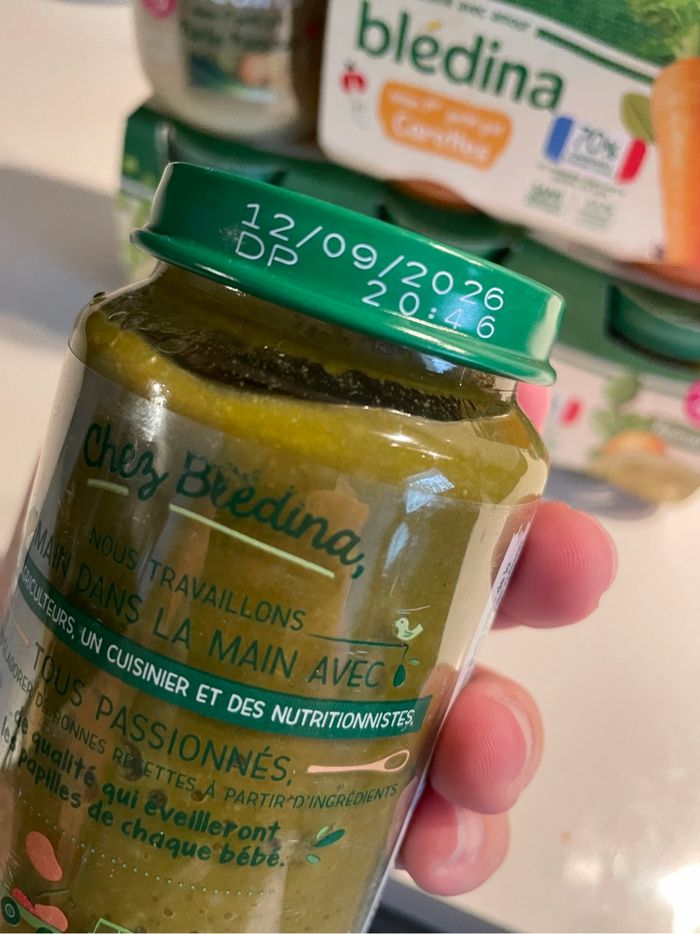 blédina
Carottes
70%
12/09/2026
DP 20:46
Chez Blédina,
NOUS TRAVAILLONS
MAIN DANS LA MAIN AVEC
UN CUISINIER ET DES NUTRITIONNISTES,
TOUS PASSIONNÉS,
DE BONNES RECETTES À PARTIR D'INGRÉDIENTS
de qualité qui éveilleront
les papilles de chaque bébé.